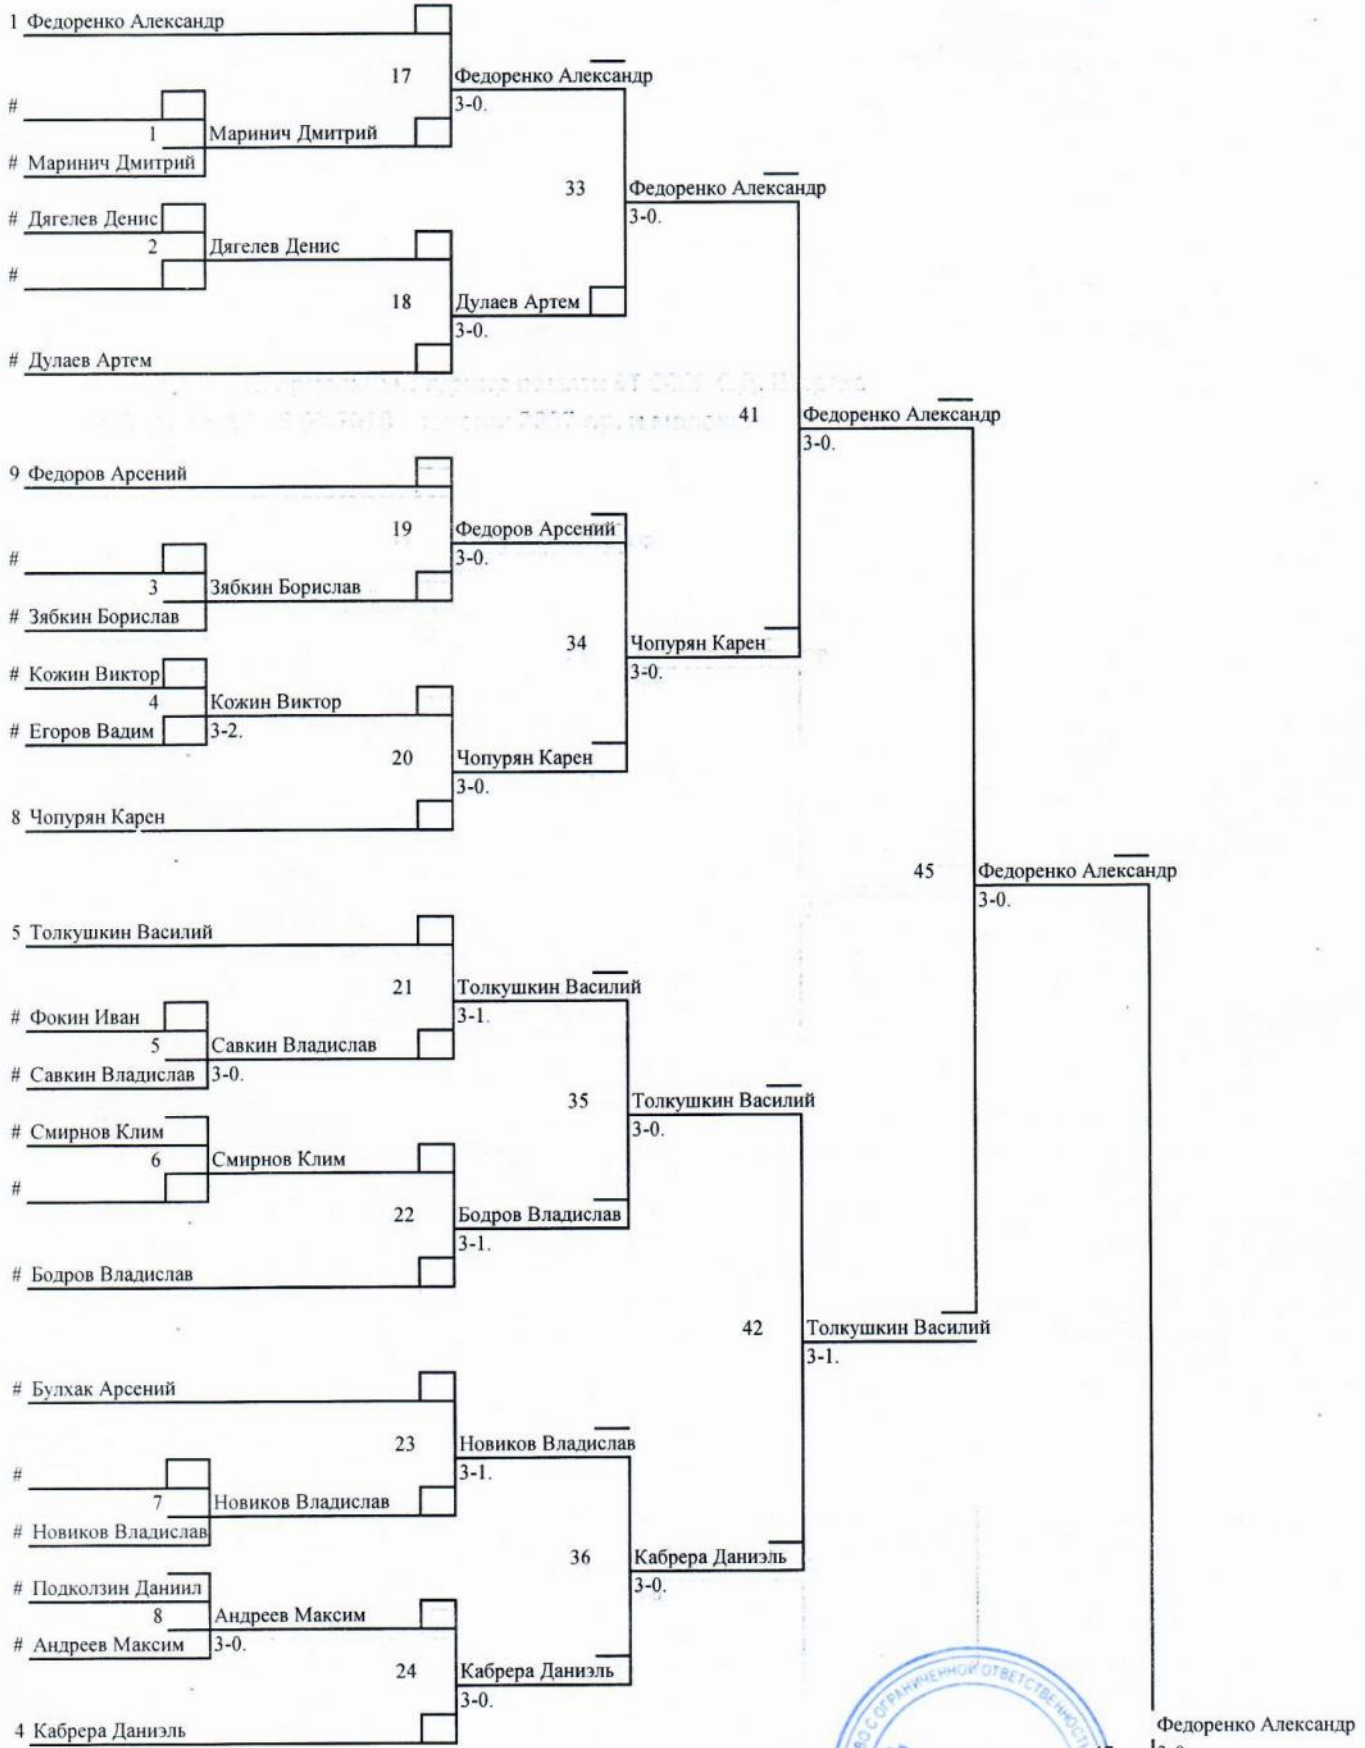 1 Федоренко Александр
17
Федоренко Александр
3-0.
#
1
Маринич Дмитрий
# Маринич Дмитрий
33
Федоренко Александр
3-0.
# Дягелев Денис
2
Дягелев Денис
#
18
Дулаев Артем
3-0.
# Дулаев Артем
41
Федоренко Александр
3-0.
9 Федоров Арсений
19
Федоров Арсений
3-0.
#
3
Зябкин Борислав
# Зябкин Борислав
34
Чопурян Карен
3-0.
# Кожин Виктор
4
Кожин Виктор
# Егоров Вадим
3-2.
20
Чопурян Карен
3-0.
8 Чопурян Карен
45
Федоренко Александр
3-0.
5 Толкушкин Василий
21
Толкушкин Василий
3-1.
# Фокин Иван
5
Савкин Владислав
# Савкин Владислав
3-0.
35
Толкушкин Василий
3-0.
# Смирнов Клим
6
Смирнов Клим
#
22
Бодров Владислав
3-1.
# Бодров Владислав
42
Толкушкин Василий
3-1.
# Булхак Арсений
23
Новиков Владислав
3-1.
#
7
Новиков Владислав
# Новиков Владислав
36
Кабрера Даниэль
3-0.
# Подколзин Даниил
8
Андреев Максим
# Андреев Максим
3-0.
24
Кабрера Даниэль
3-0.
4 Кабрера Даниэль
С ОГРАНИЧЕННОЙ ОТВЕТСТВЕННОСТЬ
Федоренко Александр